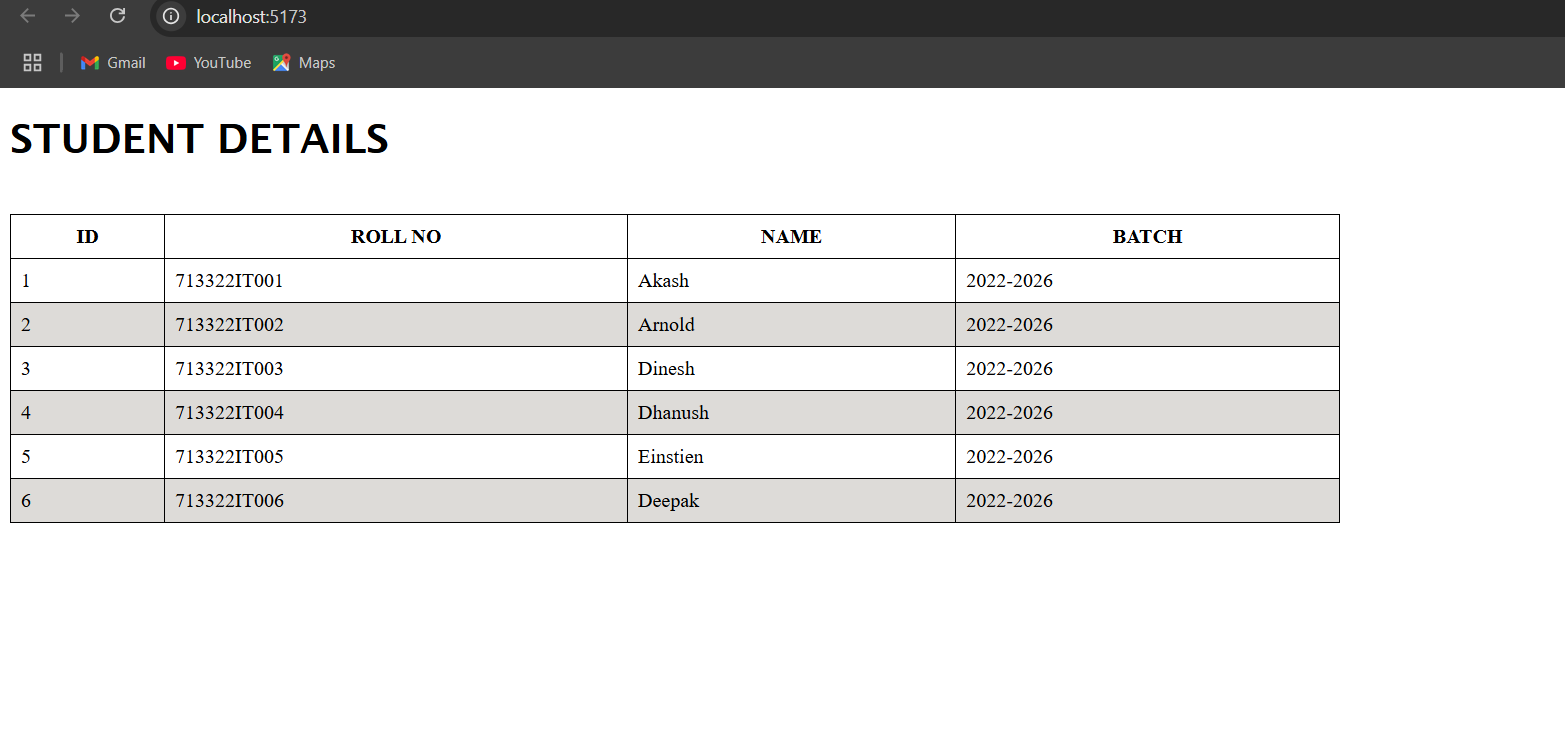 localhost:5173
Gmail YouTube Maps
STUDENT DETAILS
ID ROLL NO NAME BATCH
1 713322IT001 Akash 2022-2026
2 713322IT002 Arnold 2022-2026
3 713322IT003 Dinesh 2022-2026
4 713322IT004 Dhanush 2022-2026
5 713322IT005 Einstien 2022-2026
6 713322IT006 Deepak 2022-2026